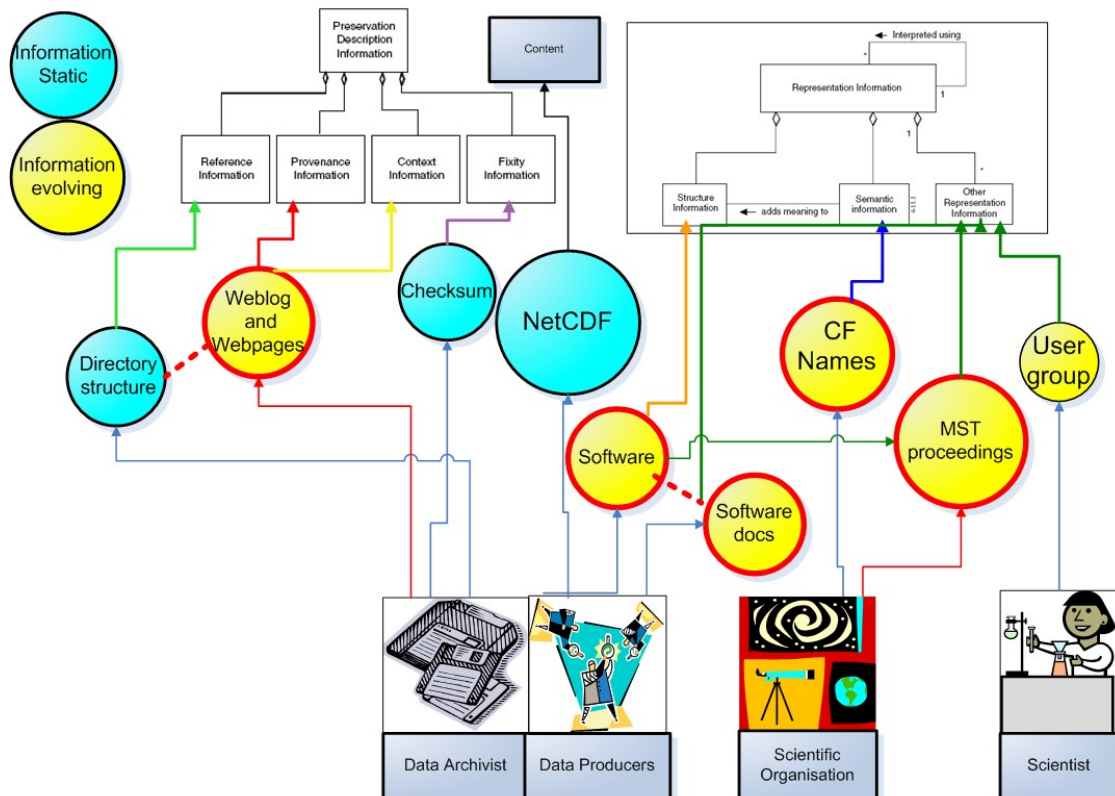 Information
Static
Information
evolving
Preservation
Description
Information
Reference
Information
Provenance
Information
Context
Information
Fixity
Information
Content
Interpreted using
*
Representation Information
1
1
*
Structure
Information
adds meaning to
Semantic
information
Other
Representation
Information
Directory
structure
Weblog
and
Webpages
Checksum
NetCDF
Software
Software
docs
CF
Names
MST
proceedings
User
group
Data Archivist
Data Producers
Scientific
Organisation
Scientist